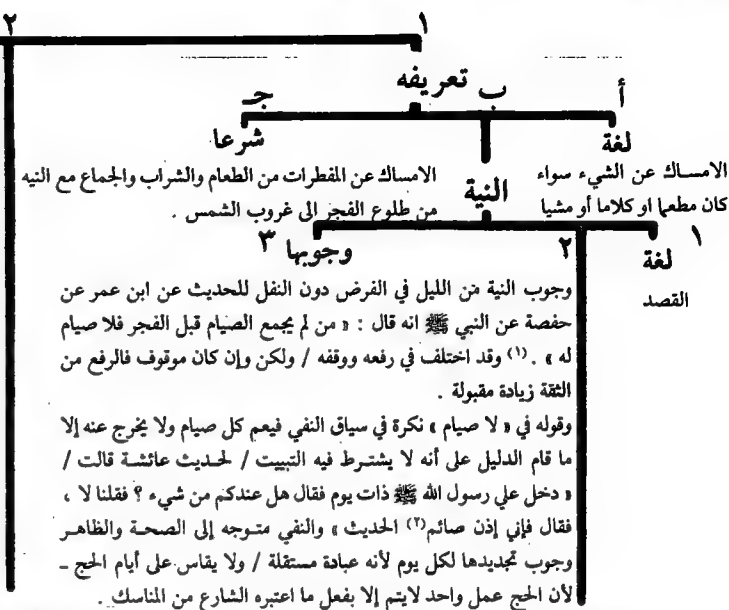 ١ ٢
تعريفه
أ ب جـ
لغة
الامساك عن الشيء سواء
كان مطعما او كلاما أو مشيا
النية
شرعا
الامساك عن المفطرات من الطعام والشراب والجماع مع النيه
من طلوع الفجر الى غروب الشمس .
١ ٢ ٣
لغة
القصد
وجوبها
وجوب النية من الليل في الفرض دون النفل للحديث عن ابن عمر عن
حفصة عن النبي ﷺ انه قال : « من لم يجمع الصيام قبل الفجر فلا صيام
له » . (١) وقد اختلف في رفعه ووقفه / ولكن وإن كان موقوف فالرفع من
الثقة زيادة مقبولة .
وقوله في « لا صيام » نكرة في سياق النفي فيعم كل صيام ولا يخرج عنه إلا
ما قام الدليل على أنه لا يشترط فيه التبييت / لحديث عائشة قالت /
« دخل علي رسول الله ﷺ ذات يوم فقال هل عندكم من شيء ؟ فقلنا لا ،
فقال فإني إذن صائم(٢) الحديث » والنفي متوجه إلى الصحة والظاهر
وجوب تجديدها لكل يوم لأنه عبادة مستقلة / ولا يقاس على أيام الحج -
لأن الحج عمل واحد لايتم إلا بفعل ما اعتبره الشارع من المناسك .